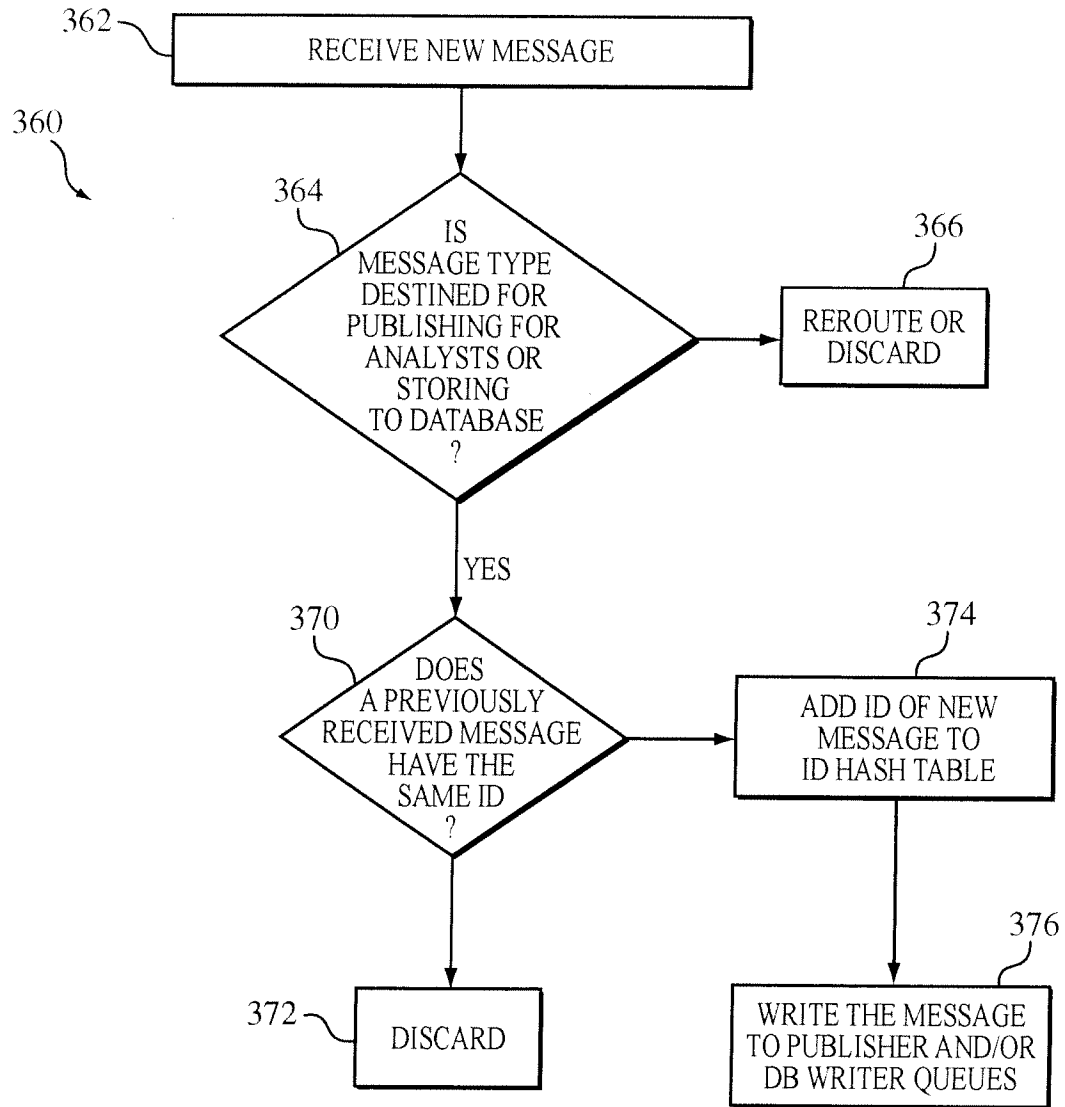 362
RECEIVE NEW MESSAGE
360
364
IS
MESSAGE TYPE
DESTINED FOR
PUBLISHING FOR
ANALYSTS OR
STORING
TO DATABASE
?
366
REROUTE OR
DISCARD
YES
370
DOES
A PREVIOUSLY
RECEIVED MESSAGE
HAVE THE
SAME ID
?
374
ADD ID OF NEW
MESSAGE TO
ID HASH TABLE
372
DISCARD
376
WRITE THE MESSAGE
TO PUBLISHER AND/OR
DB WRITER QUEUES